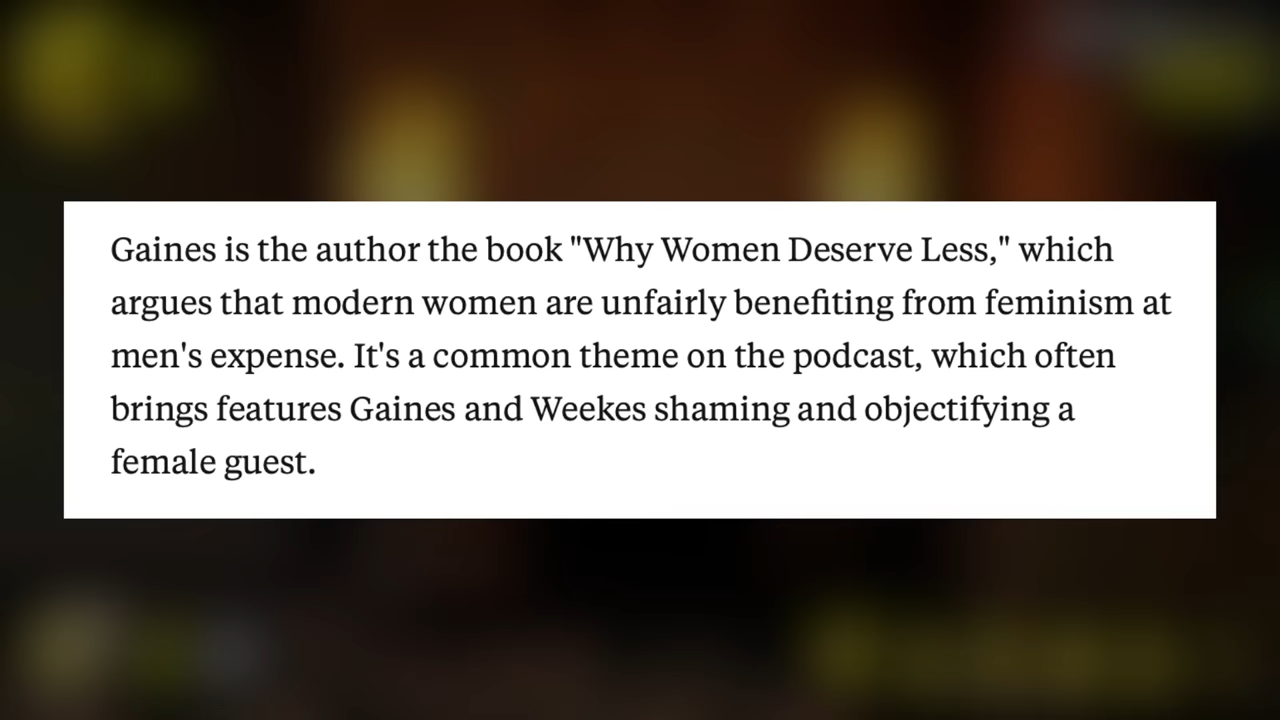 Gaines is the author the book "Why Women Deserve Less," which
argues that modern women are unfairly benefiting from feminism at
men's expense. It's a common theme on the podcast, which often
brings features Gaines and Weekes shaming and objectifying a
female guest.